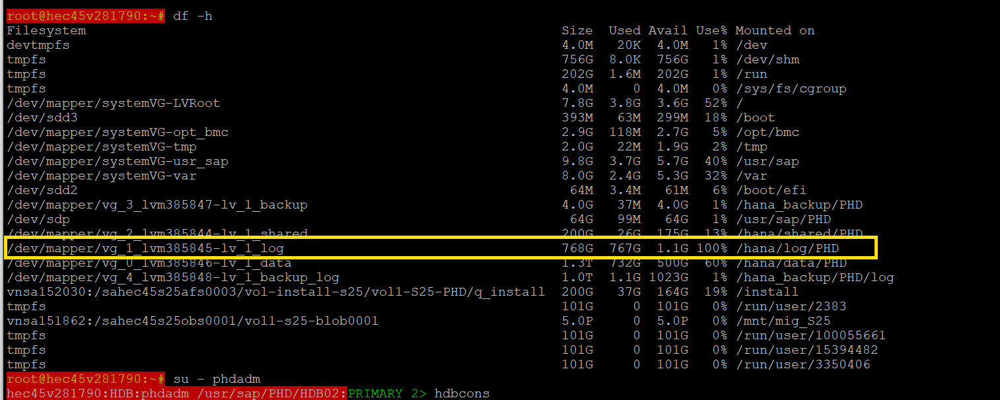 root@hec45v281790:~# df -h
Filesystem Size Used Avail Use% Mounted on
devtmpfs 4.0M 20K 4.0M 1% /dev
tmpfs 756G 8.0K 756G 1% /dev/shm
tmpfs 202G 1.6M 202G 1% /run
tmpfs 4.0M 0 4.0M 0% /sys/fs/cgroup
/dev/mapper/systemVG-LVRoot 7.8G 3.8G 3.6G 52% /
/dev/sdd3 393M 63M 299M 18% /boot
/dev/mapper/systemVG-opt_bmc 2.9G 118M 2.7G 5% /opt/bmc
/dev/mapper/systemVG-tmp 2.0G 22M 1.9G 2% /tmp
/dev/mapper/systemVG-usr_sap 9.8G 3.7G 5.7G 40% /usr/sap
/dev/mapper/systemVG-var 8.0G 2.4G 5.3G 32% /var
/dev/sdd2 64M 3.4M 61M 6% /boot/efi
/dev/mapper/vg_3_lvm385847-lv_1_backup 4.0G 37M 4.0G 1% /hana_backup/PHD
/dev/sdp 64G 99M 64G 1% /usr/sap/PHD
/dev/mapper/vg_2_lvm385844-lv_1_shared 200G 26G 175G 13% /hana/shared/PHD
/dev/mapper/vg_1_lvm385845-lv_1_log 768G 767G 1.1G 100% /hana/log/PHD
/dev/mapper/vg_0_lvm385846-lv_1_data 1.3T 732G 500G 60% /hana/data/PHD
/dev/mapper/vg_4_lvm385848-lv_1_backup_log 1.0T 1.1G 1023G 1% /hana_backup/PHD/log
vnsa152030:/sahec45s25afs0003/vol-install-s25/vol1-S25-PHD/q_install 200G 37G 164G 19% /install
tmpfs 101G 0 101G 0% /run/user/2383
vnsa151862:/sahec45s25obs0001/vol1-s25-blob0001 5.0P 0 5.0P 0% /mnt/mig_S25
tmpfs 101G 0 101G 0% /run/user/100055661
tmpfs 101G 0 101G 0% /run/user/15394482
tmpfs 101G 0 101G 0% /run/user/3350406
root@hec45v281790:~# su - phdadm
hec45v281790:HDB:phdadm /usr/sap/PHD/HDB02:PRIMARY 2> hdbcons